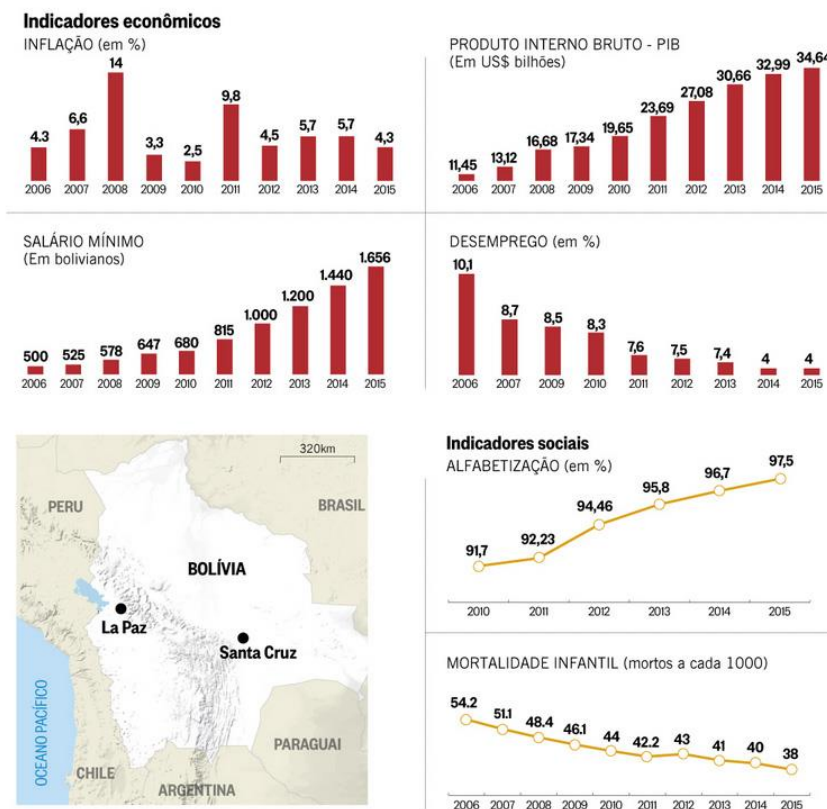 Indicadores econômicos
INFLAÇÃO (em %)
4.3 6,6 14 3,3 2,5 9,8 4,5 5,7 5,7 4,3
2006 2007 2008 2009 2010 2011 2012 2013 2014 2015
PRODUTO INTERNO BRUTO - PIB
(Em US$ bilhões)
11,45 13,12 16,68 17,34 19,65 23,69 27,08 30,66 32,99 34,64
2006 2007 2008 2009 2010 2011 2012 2013 2014 2015
SALÁRIO MÍNIMO
(Em bolivianos)
500 525 578 647 680 815 1.000 1.200 1.440 1.656
2006 2007 2008 2009 2010 2011 2012 2013 2014 2015
DESEMPREGO (em %)
10,1 8,7 8,5 8,3 7,6 7,5 7,4 4 4
2006 2007 2009 2010 2011 2012 2013 2014 2015
320km
PERU
BRASIL
BOLÍVIA
La Paz
Santa Cruz
OCEANO PACÍFICO
PARAGUAI
CHILE
ARGENTINA
Indicadores sociais
ALFABETIZAÇÃO (em %)
91,7 92,23 94,46 95,8 96,7 97,5
2010 2011 2012 2013 2014 2015
MORTALIDADE INFANTIL (mortos a cada 1000)
54.2 51.1 48.4 46.1 44 42.2 43 41 40 38
2006 2007 2008 2009 2010 2011 2012 2013 2014 2015